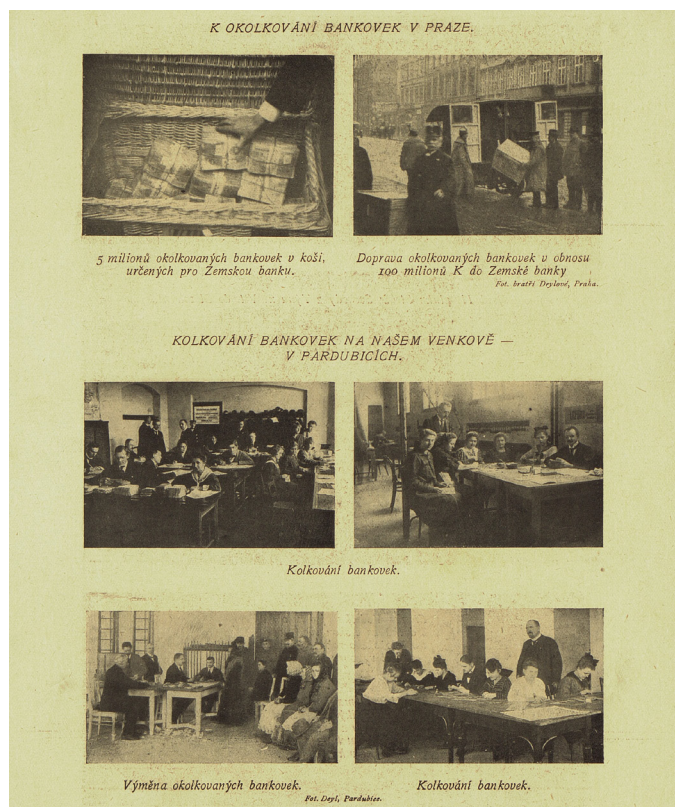 K OKOLKOVÁNÍ BANKOVEK V PRAZE.
5 milionů okolkovaných bankovek v koši,
určených pro Zemskou banku.
Doprava okolkovaných bankovek v obnosu
100 milionů K do Zemské banky
Fot. bratří Deylové, Praha.
KOLKOVÁNÍ BANKOVEK NA NAŠEM VENKOVĚ —
V PARDUBICÍCH.
Kolkování bankovek.
Výměna okolkovaných bankovek.
Kolkování bankovek.
Fot. Deyl, Pardubice.